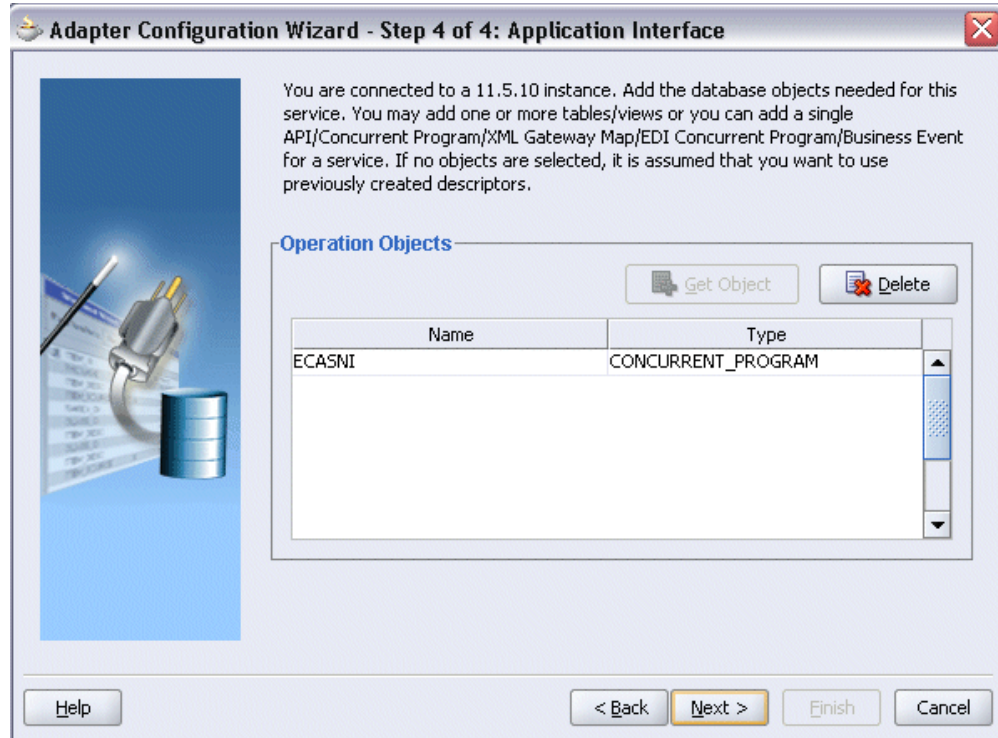 Adapter Configuration Wizard - Step 4 of 4: Application Interface
You are connected to a 11.5.10 instance. Add the database objects needed for this
service. You may add one or more tables/views or you can add a single
API/Concurrent Program/XML Gateway Map/EDI Concurrent Program/Business Event
for a service. If no objects are selected, it is assumed that you want to use
previously created descriptors.
Operation Objects
Get Object Delete
Name Type
ECASNI CONCURRENT_PROGRAM
Help < Back Next > Finish Cancel